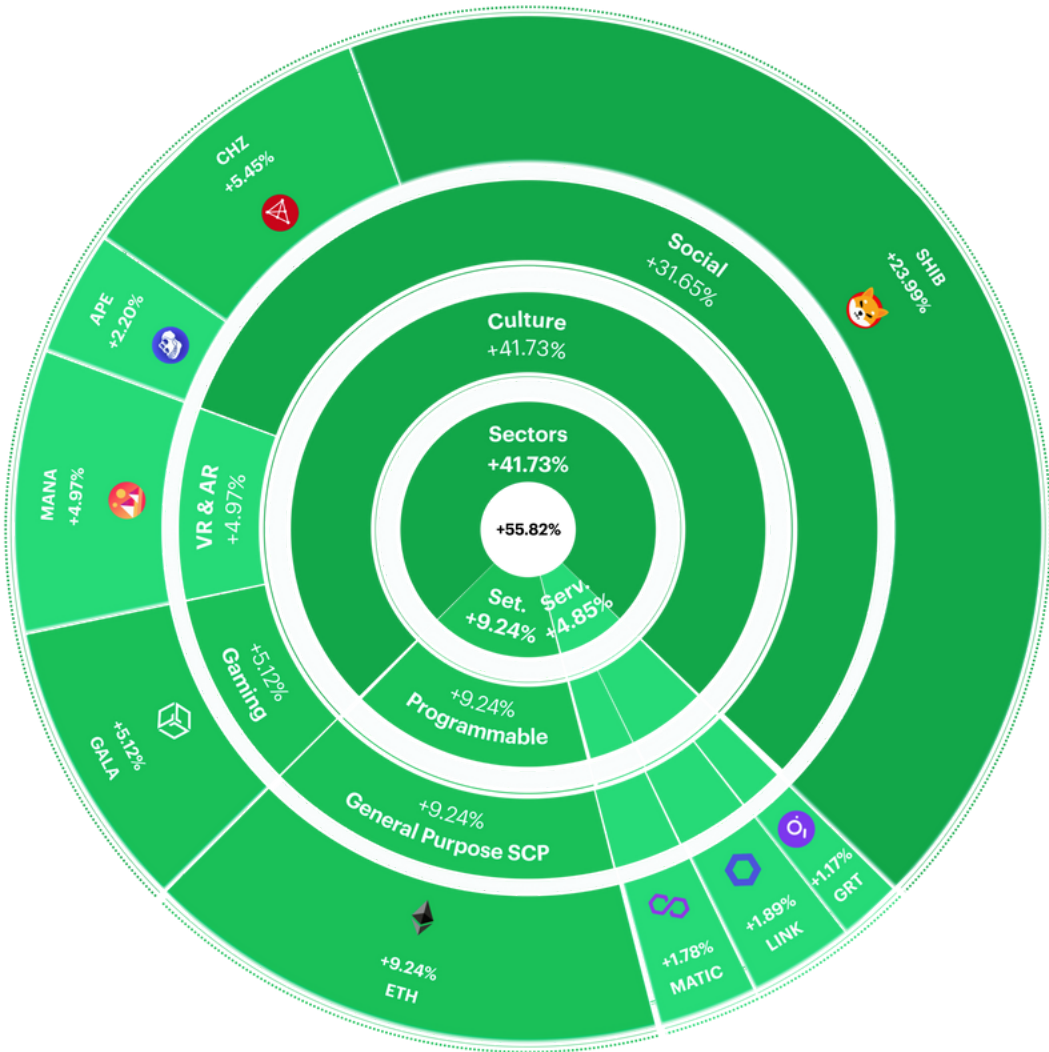 +55.82%
Sectors
+41.73%
Set.
+9.24%
Serv.
+4.85%
Culture
+41.73%
+9.24%
Programmable
Social
+31.65%
VR & AR
+4.97%
+5.12%
Gaming
+9.24%
General Purpose SCP
SHIB
+23.99%
CHZ
+5.45%
APE
+2.20%
MANA
+4.97%
+5.12%
GALA
+9.24%
ETH
+1.78%
MATIC
+1.89%
LINK
+1.17%
GRT